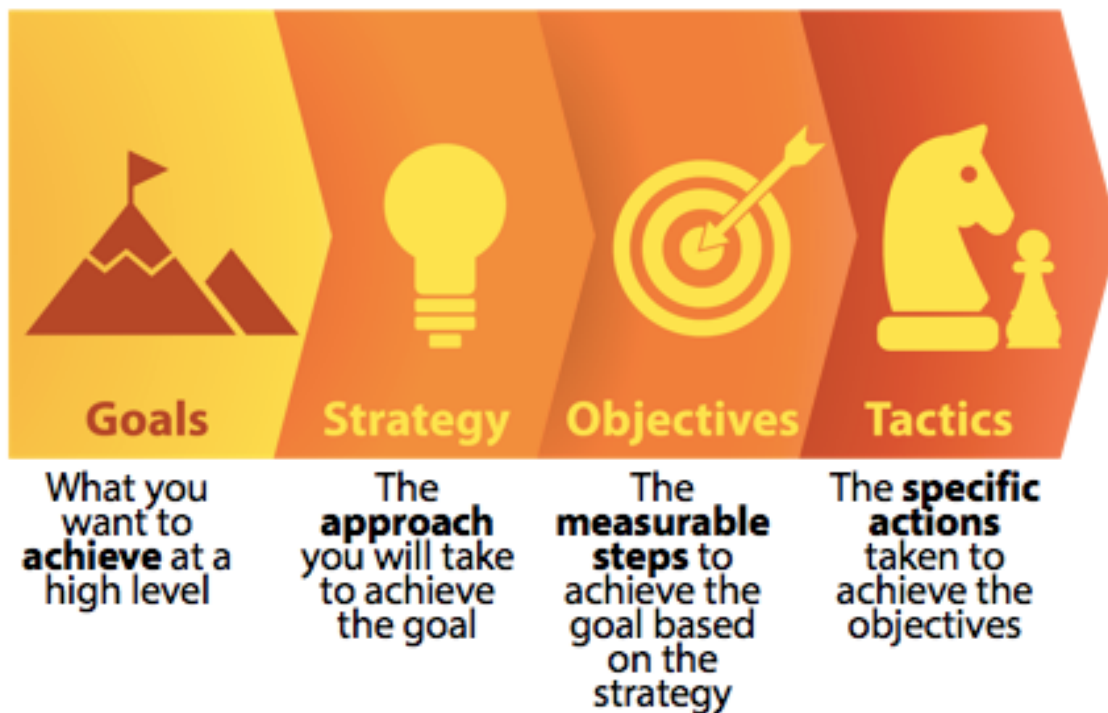 Goals
Strategy
Objectives
Tactics
What you
want to
achieve at a
high level
The
approach
you will take
to achieve
the goal
The
measurable
steps to
achieve the
goal based
on the
strategy
The specific
actions
taken to
achieve the
objectives